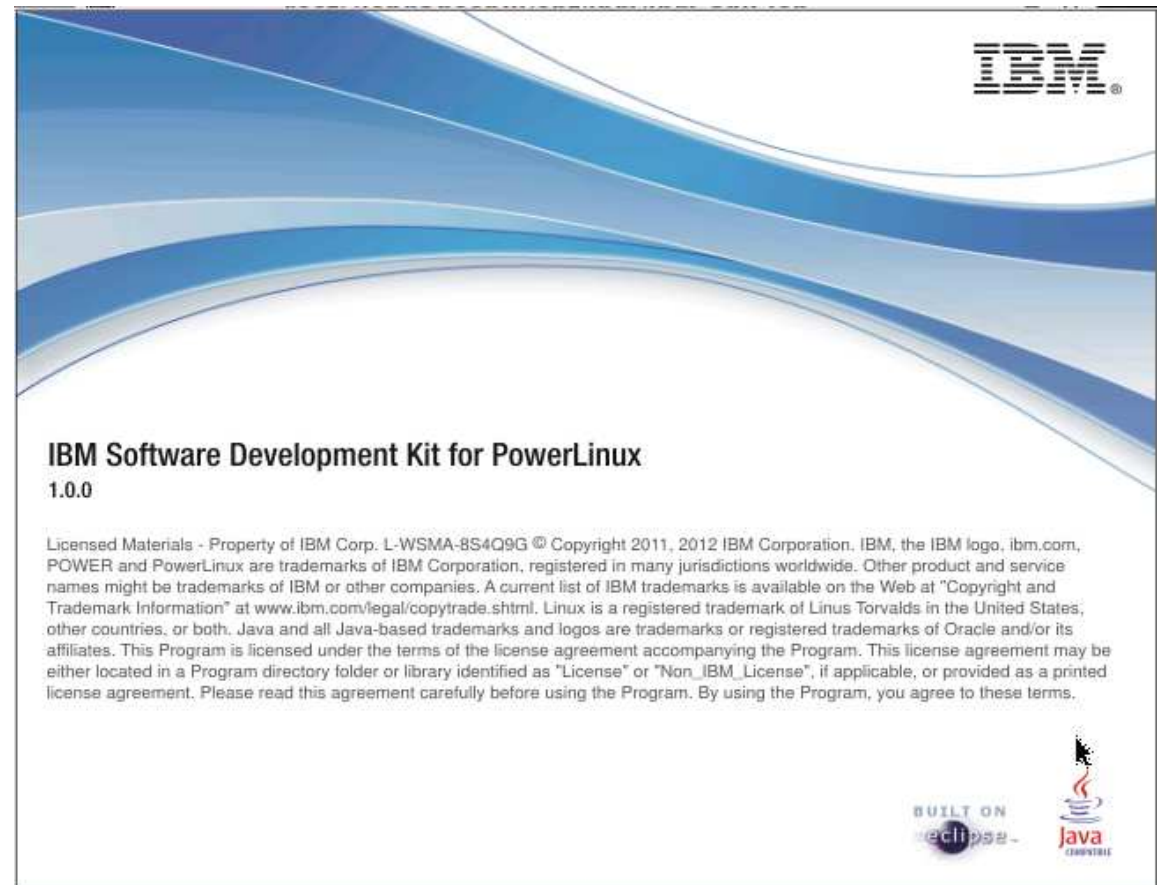 IBM®
IBM Software Development Kit for PowerLinux
1.0.0
Licensed Materials - Property of IBM Corp. L-WSMA-8S4Q9G © Copyright 2011, 2012 IBM Corporation. IBM, the IBM logo, ibm.com,
POWER and PowerLinux are trademarks of IBM Corporation, registered in many jurisdictions worldwide. Other product and service
names might be trademarks of IBM or other companies. A current list of IBM trademarks is available on the Web at "Copyright and
Trademark Information" at www.ibm.com/legal/copytrade.shtml. Linux is a registered trademark of Linus Torvalds in the United States,
other countries, or both. Java and all Java-based trademarks and logos are trademarks or registered trademarks of Oracle and/or its
affiliates. This Program is licensed under the terms of the license agreement accompanying the Program. This license agreement may be
either located in a Program directory folder or library identified as "License" or "Non_IBM_License", if applicable, or provided as a printed
license agreement. Please read this agreement carefully before using the Program. By using the Program, you agree to these terms.
BUILT ON
eclipse™
Java
COMPATIBLE